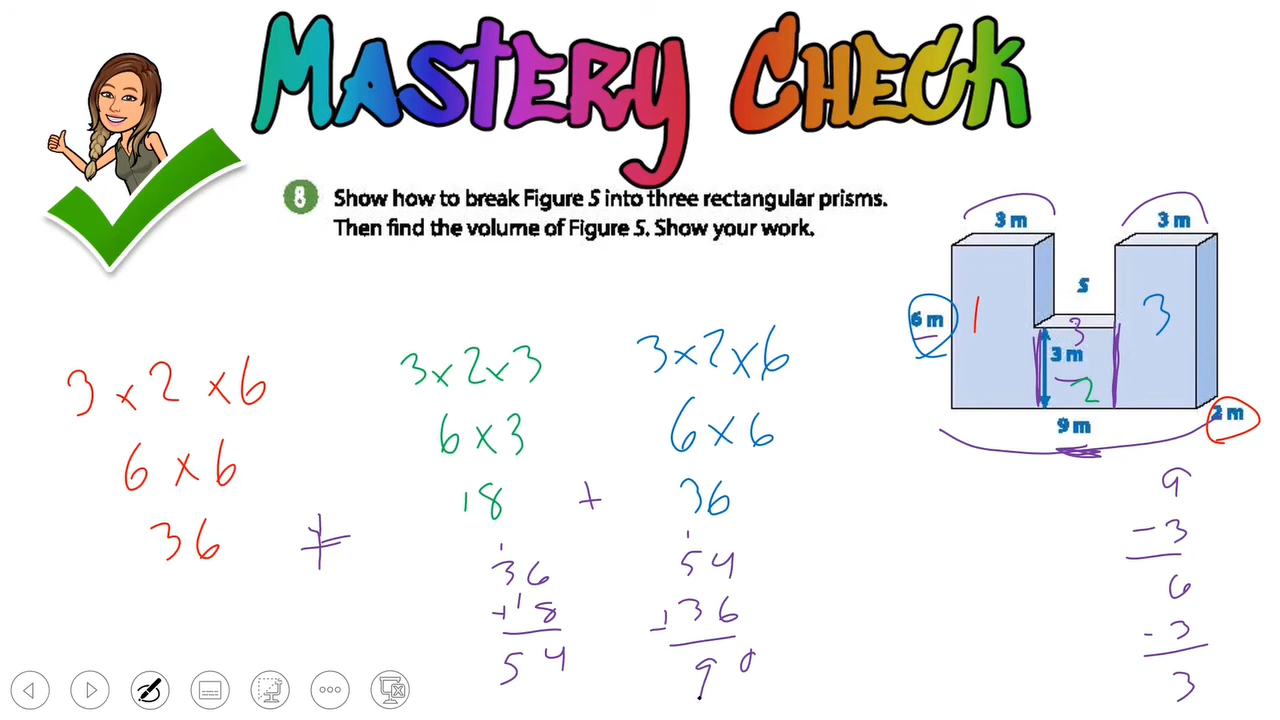 MASTERY CHECK
8 Show how to break Figure 5 into three rectangular prisms.
Then find the volume of Figure 5. Show your work.
3 m
3 m
5
6 m
1
3
3
3 m
2
2 m
9 m
3 × 2 × 6
6 × 6
36
+
3 × 2 × 3
6 × 3
18
+
3 × 2 × 6
6 × 6
36
1
36
+18
54
1
54
+36
90
9
-3
6
-3
3